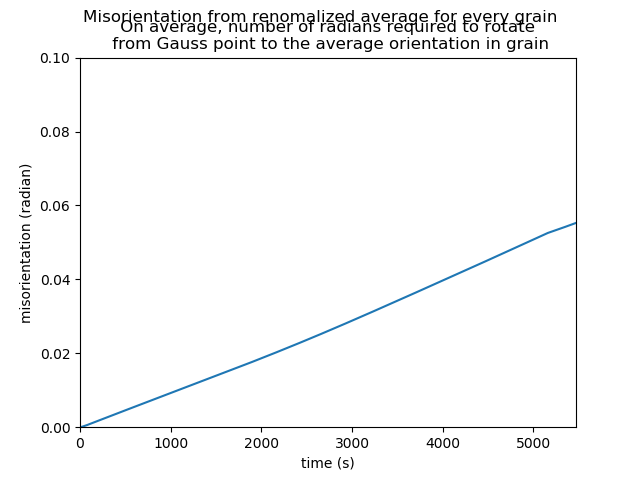 Misorientation from renomalized average for every grain
On average, number of radians required to rotate
from Gauss point to the average orientation in grain
0.10
0.08
0.06
0.04
0.02
0.00
misorientation (radian)
0 1000 2000 3000 4000 5000
time (s)